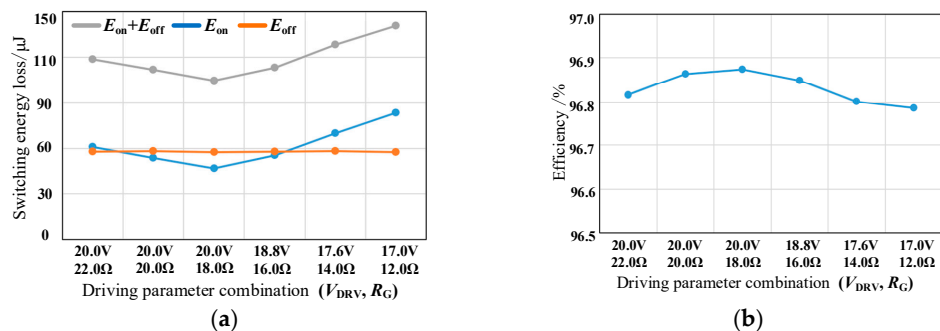 150
110
90
60
30
0
Switching energy loss/μJ
Eon+Eoff Eon Eoff
20.0V 20.0V 20.0V 18.8V 17.6V 17.0V
22.0Ω 20.0Ω 18.0Ω 16.0Ω 14.0Ω 12.0Ω
Driving parameter combination (VDRV, RG)
(a)
97.0
96.9
96.8
96.7
96.6
96.5
Efficiency /%
20.0V 20.0V 20.0V 18.8V 17.6V 17.0V
22.0Ω 20.0Ω 18.0Ω 16.0Ω 14.0Ω 12.0Ω
Driving parameter combination (VDRV, RG)
(b)